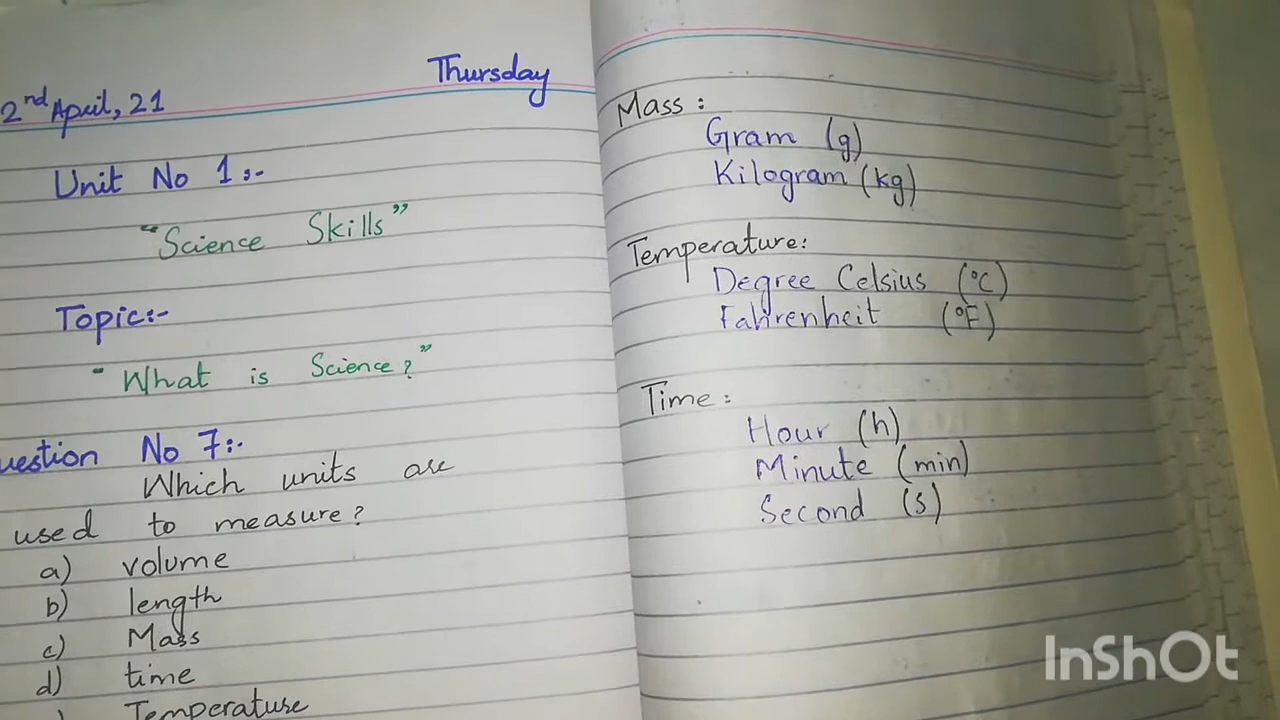 2nd April, 21
Thursday
Unit No 1:-
"Science Skills"
Topic:-
"What is Science?"
uestion No 7:-
Which units are
used to measure?
a) volume
b) length
c) Mass
d) time
Temperature
Mass:
Gram (g)
Kilogram (kg)
Temperature:
Degree Celsius (°C)
Fahrenheit (°F)
Time:
Hour (h)
Minute (min)
Second (s)
InShOt